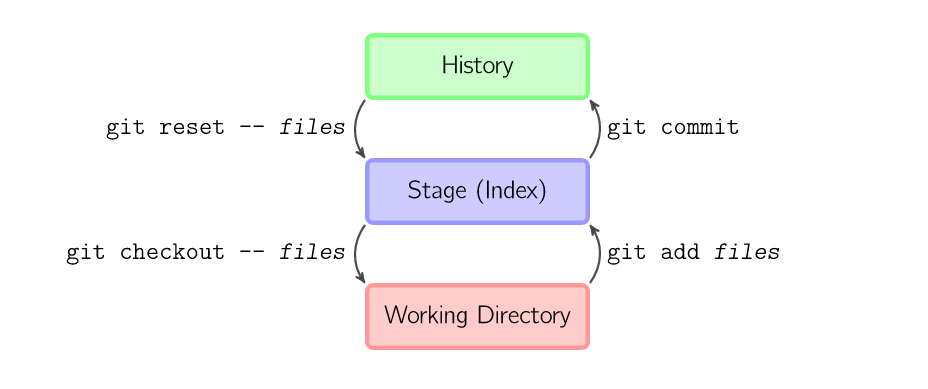 History
git reset -- files
git commit
Stage (Index)
git checkout -- files
git add files
Working Directory